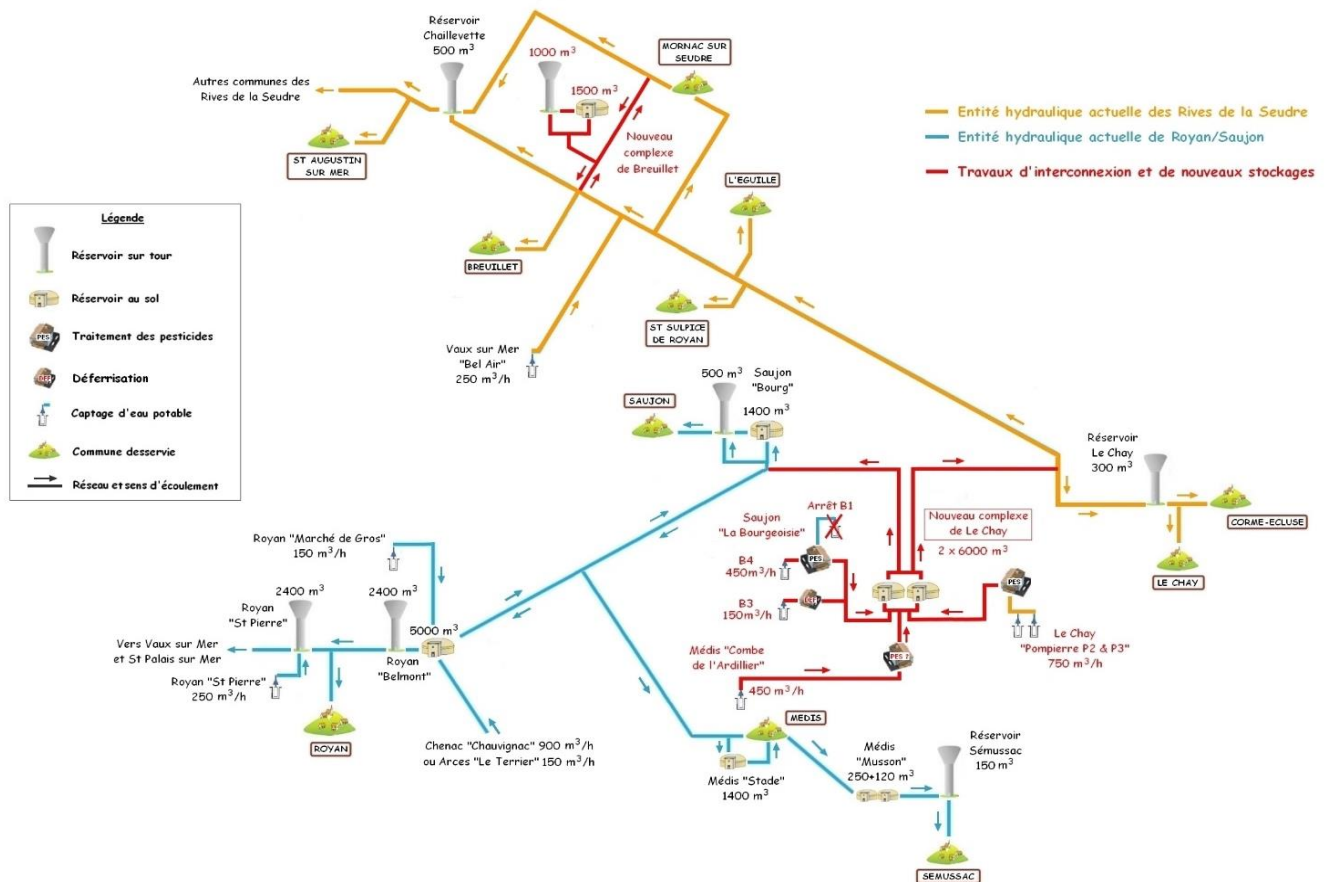 Réservoir
Chaillevette
500 m³
1000 m³
1500 m³
MORNAC SUR
SEUDRE
Autres communes des
Rives de la Seudre
Nouveau
complexe
de Breuillet
ST AUGUSTIN
SUR MER
L'EGUILLE
BREUILLET
ST SULPICE
DE ROYAN
Vaux sur Mer
"Bel Air"
250 m³/h
Entité hydraulique actuelle des Rives de la Seudre
Entité hydraulique actuelle de Royan/Saujon
Travaux d'interconnexion et de nouveaux stockages
Légende
Réservoir sur tour
Réservoir au sol
PES
Traitement des pesticides
DEF
Déferrisation
Captage d'eau potable
Commune desservie
Réseau et sens d'écoulement
500 m³
Saujon
"Bourg"
1400 m³
SAUJON
Réservoir
Le Chay
300 m³
CORME-ECLUSE
LE CHAY
Saujon
"La Bourgeoisie"
Arrêt B1
Nouveau complexe
de Le Chay
2 x 6000 m³
B4
450m³/h
PES
B3
150m³/h
DEF
PES
Le Chay
"Pompierre P2 & P3"
750 m³/h
Médis "Combe
de l'Ardillier"
PES ?
450 m³/h
Royan "Marché de Gros"
150 m³/h
2400 m³
Royan
"St Pierre"
2400 m³
5000 m³
Royan
"Belmont"
Vers Vaux sur Mer
et St Palais sur Mer
Royan "St Pierre"
250 m³/h
ROYAN
Chenac "Chauvignac" 900 m³/h
ou Arces "Le Terrier" 150 m³/h
MEDIS
Médis "Stade"
1400 m³
Médis
"Musson"
250+120 m³
Réservoir
Sémussac
150 m³
SEMUSSAC